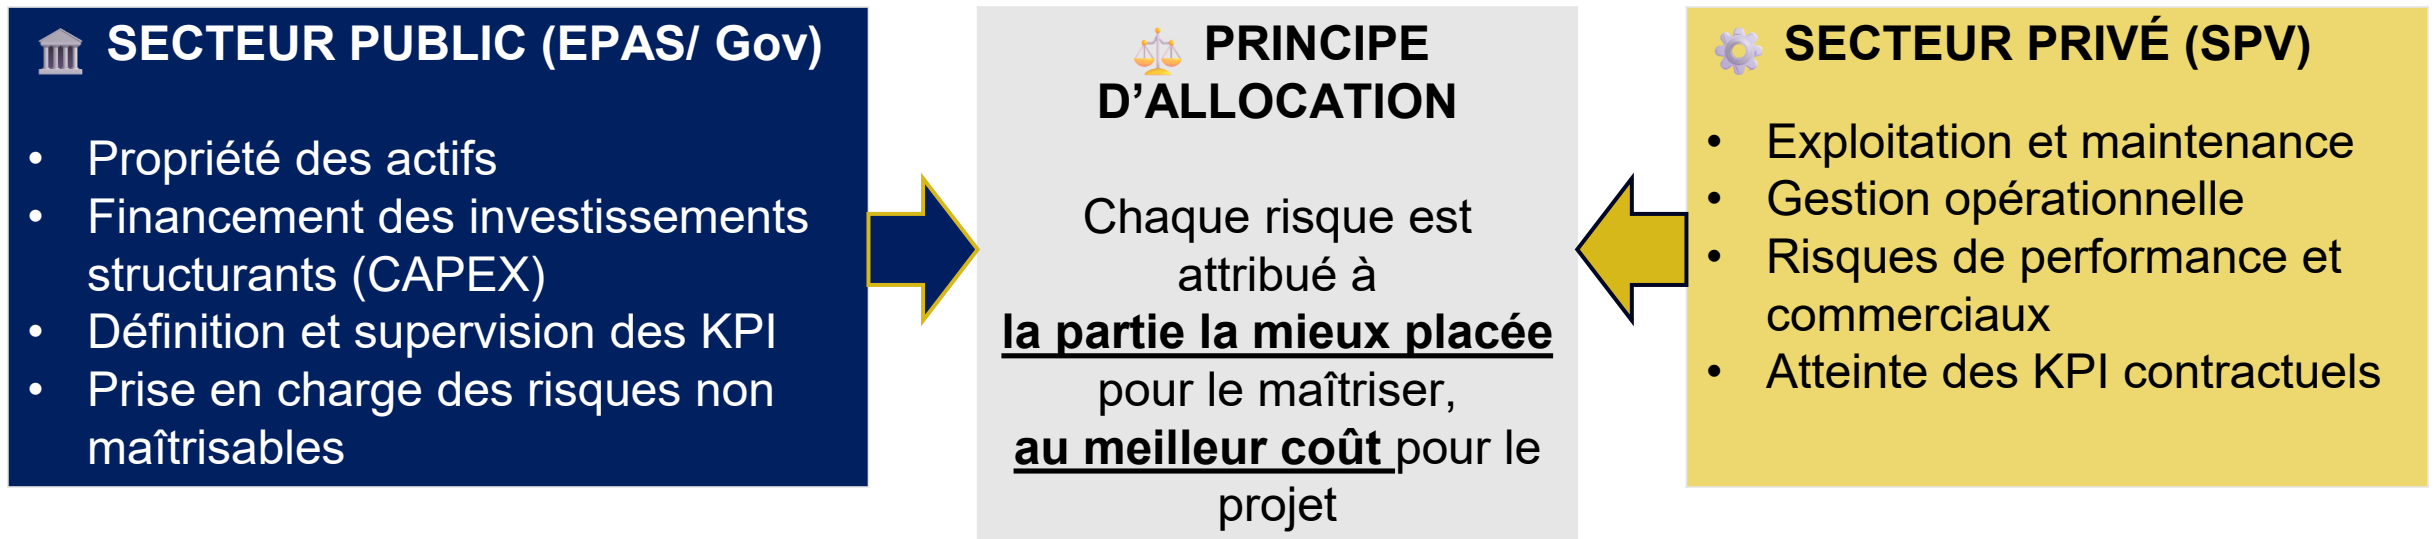 SECTEUR PUBLIC (EPAS/ Gov)
• Propriété des actifs
• Financement des investissements
structurants (CAPEX)
• Définition et supervision des KPI
• Prise en charge des risques non
maîtrisables
PRINCIPE
D’ALLOCATION
Chaque risque est
attribué à
la partie la mieux placée
pour le maîtriser,
au meilleur coût pour le
projet
SECTEUR PRIVÉ (SPV)
• Exploitation et maintenance
• Gestion opérationnelle
• Risques de performance et
commerciaux
• Atteinte des KPI contractuels